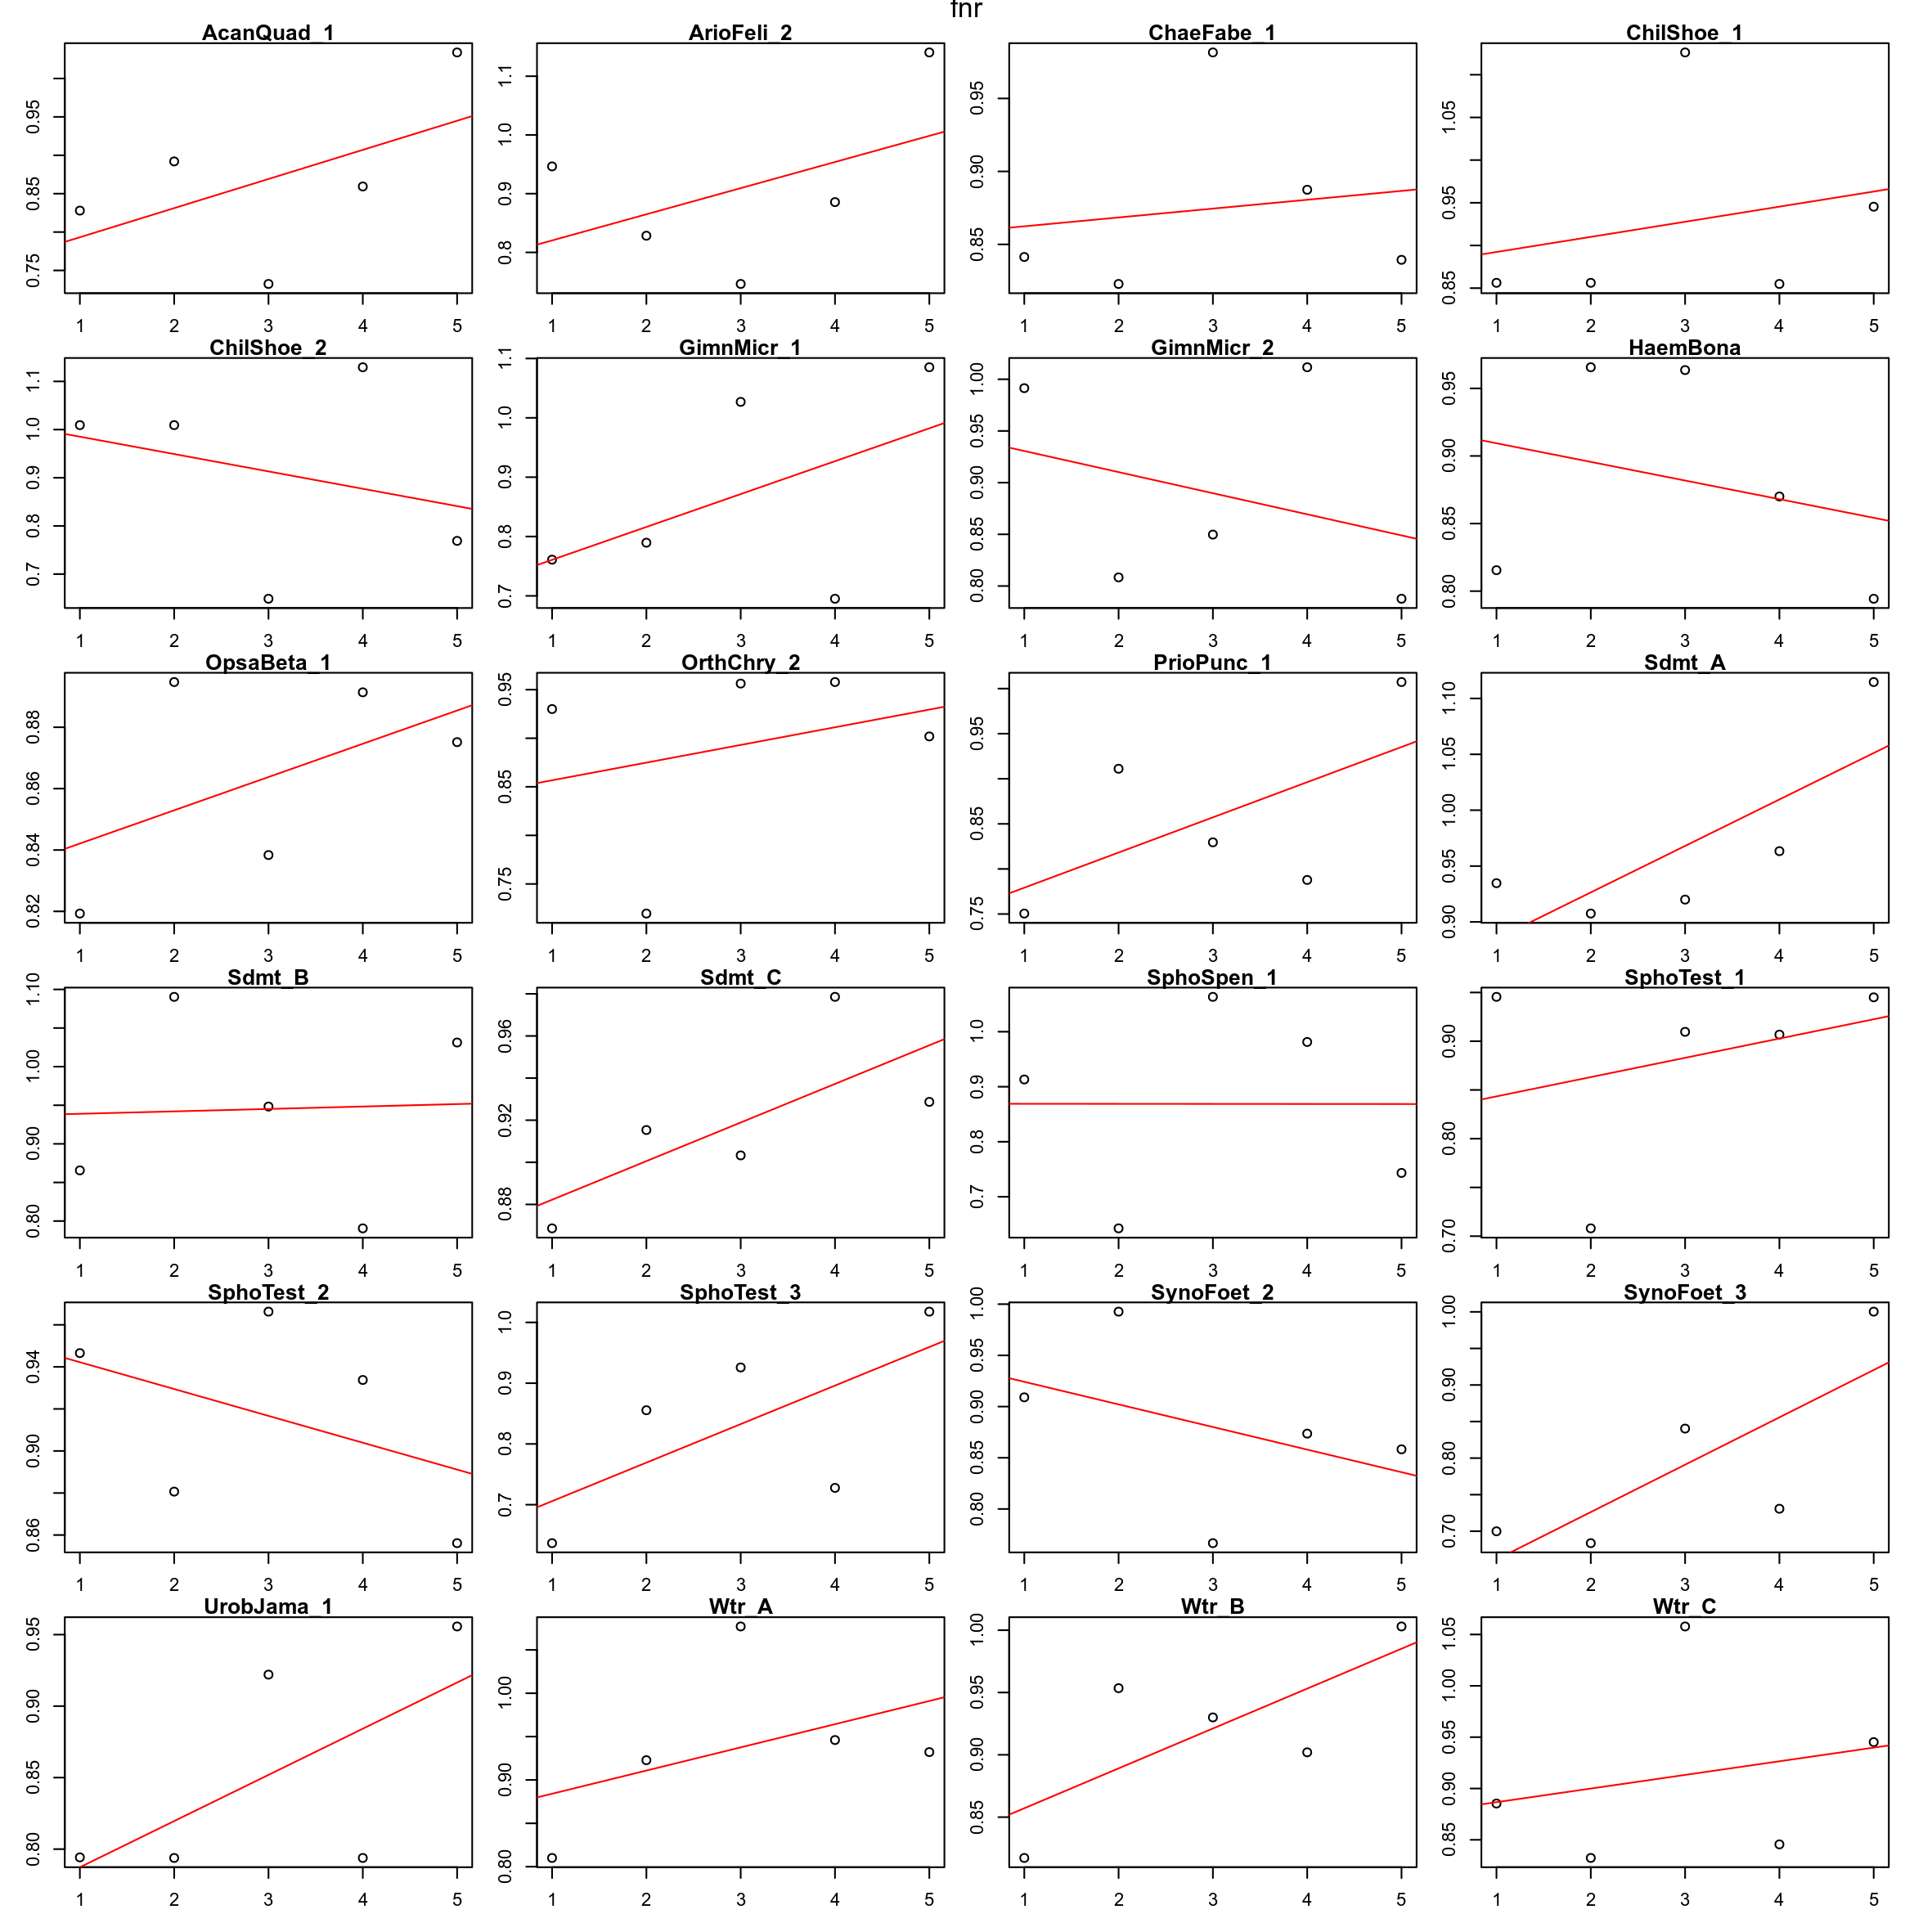 fnr
AcanQuad_1
0.75 0.85 0.95
1 2 3 4 5
ArioFeli_2
0.8 0.9 1.0 1.1
1 2 3 4 5
ChaeFabe_1
0.85 0.90 0.95
1 2 3 4 5
ChilShoe_1
0.85 0.95 1.05
1 2 3 4 5
ChilShoe_2
0.7 0.8 0.9 1.0 1.1
1 2 3 4 5
GimnMicr_1
0.7 0.8 0.9 1.0 1.1
1 2 3 4 5
GimnMicr_2
0.80 0.85 0.90 0.95 1.00
1 2 3 4 5
HaemBona
0.80 0.85 0.90 0.95
1 2 3 4 5
OpsaBeta_1
0.82 0.84 0.86 0.88
1 2 3 4 5
OrthChry_2
0.75 0.85 0.95
1 2 3 4 5
PrioPunc_1
0.75 0.85 0.95
1 2 3 4 5
Sdmt_A
0.90 0.95 1.00 1.05 1.10
1 2 3 4 5
Sdmt_B
0.80 0.90 1.00 1.10
1 2 3 4 5
Sdmt_C
0.88 0.92 0.96
1 2 3 4 5
SphoSpen_1
0.7 0.8 0.9 1.0
1 2 3 4 5
SphoTest_1
0.70 0.80 0.90
1 2 3 4 5
SphoTest_2
0.86 0.90 0.94
1 2 3 4 5
SphoTest_3
0.7 0.8 0.9 1.0
1 2 3 4 5
SynoFoet_2
0.80 0.85 0.90 0.95 1.00
1 2 3 4 5
SynoFoet_3
0.70 0.80 0.90 1.00
1 2 3 4 5
UrobJama_1
0.80 0.85 0.90 0.95
1 2 3 4 5
Wtr_A
0.80 0.90 1.00
1 2 3 4 5
Wtr_B
0.85 0.90 0.95 1.00
1 2 3 4 5
Wtr_C
0.85 0.90 0.95 1.00 1.05
1 2 3 4 5